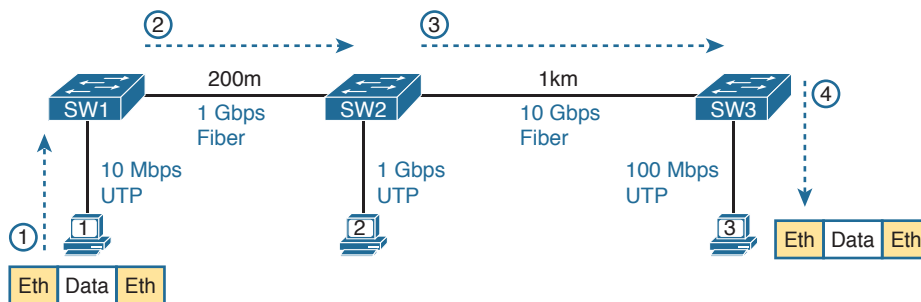 2
3
200m
1km
SW1
SW2
SW3
4
1 Gbps
Fiber
10 Gbps
Fiber
10 Mbps
UTP
1 Gbps
UTP
100 Mbps
UTP
1
1
2
3
Eth Data Eth
Eth Data Eth